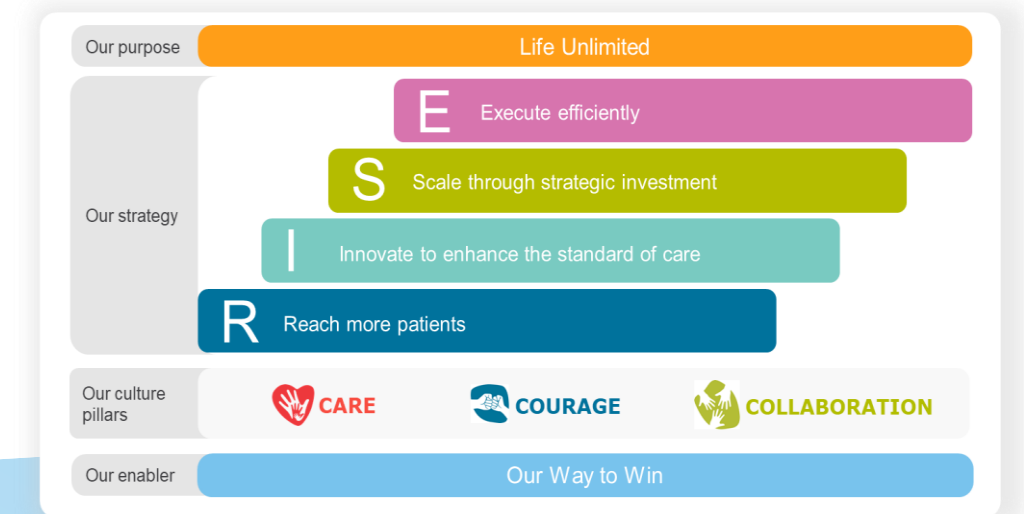 Our purpose
Life Unlimited
Our strategy
E Execute efficiently
S Scale through strategic investment
I Innovate to enhance the standard of care
R Reach more patients
Our culture
pillars
CARE
COURAGE
COLLABORATION
Our enabler
Our Way to Win